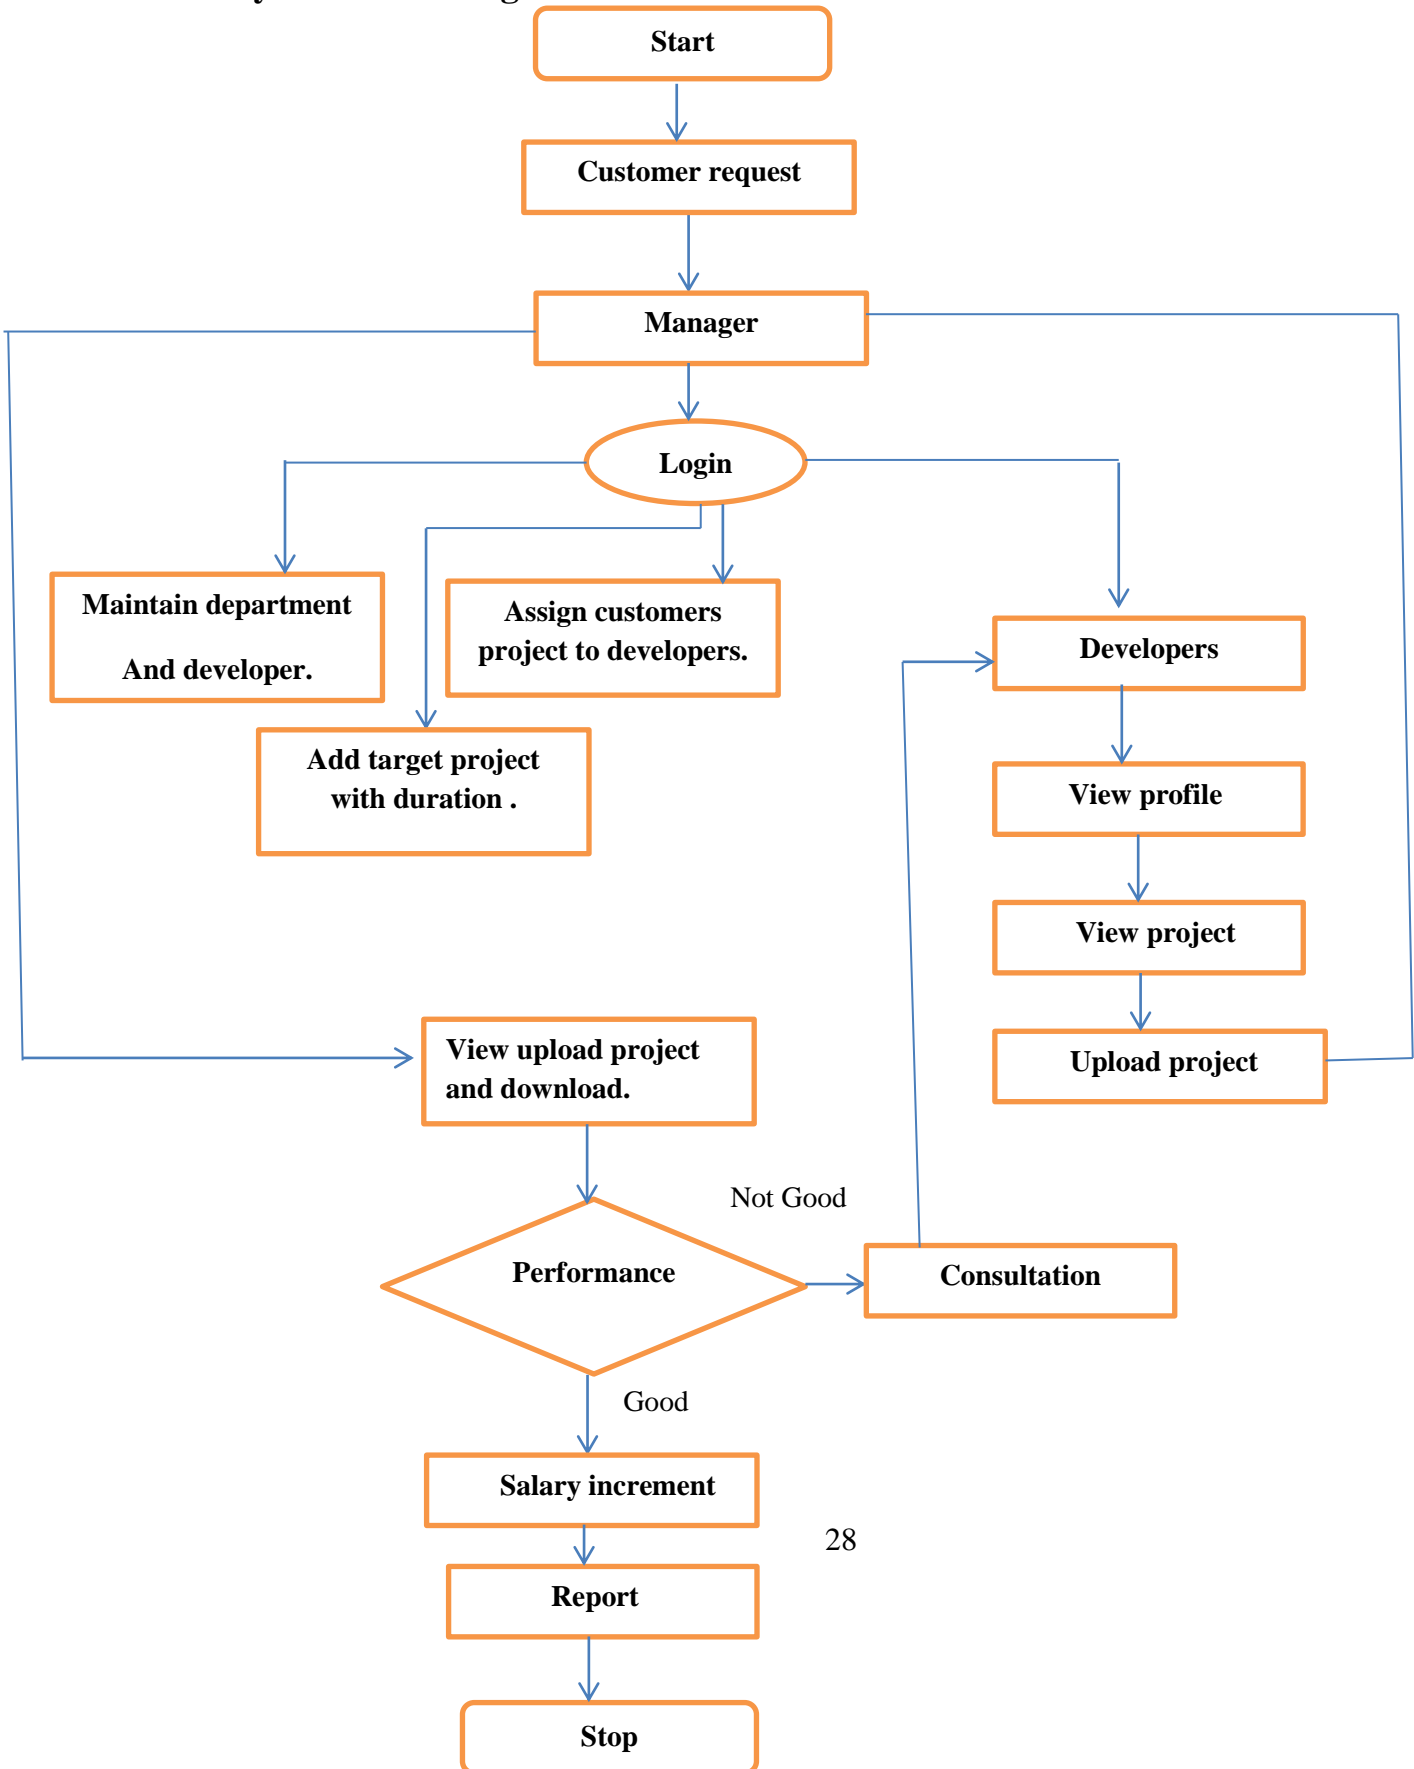 Start
Customer request
Manager
Login
Maintain department
And developer.
Assign customers
project to developers.
Developers
Add target project
with duration .
View profile
View project
View upload project
and download.
Upload project
Not Good
Performance
Consultation
Good
Salary increment
28
Report
Stop